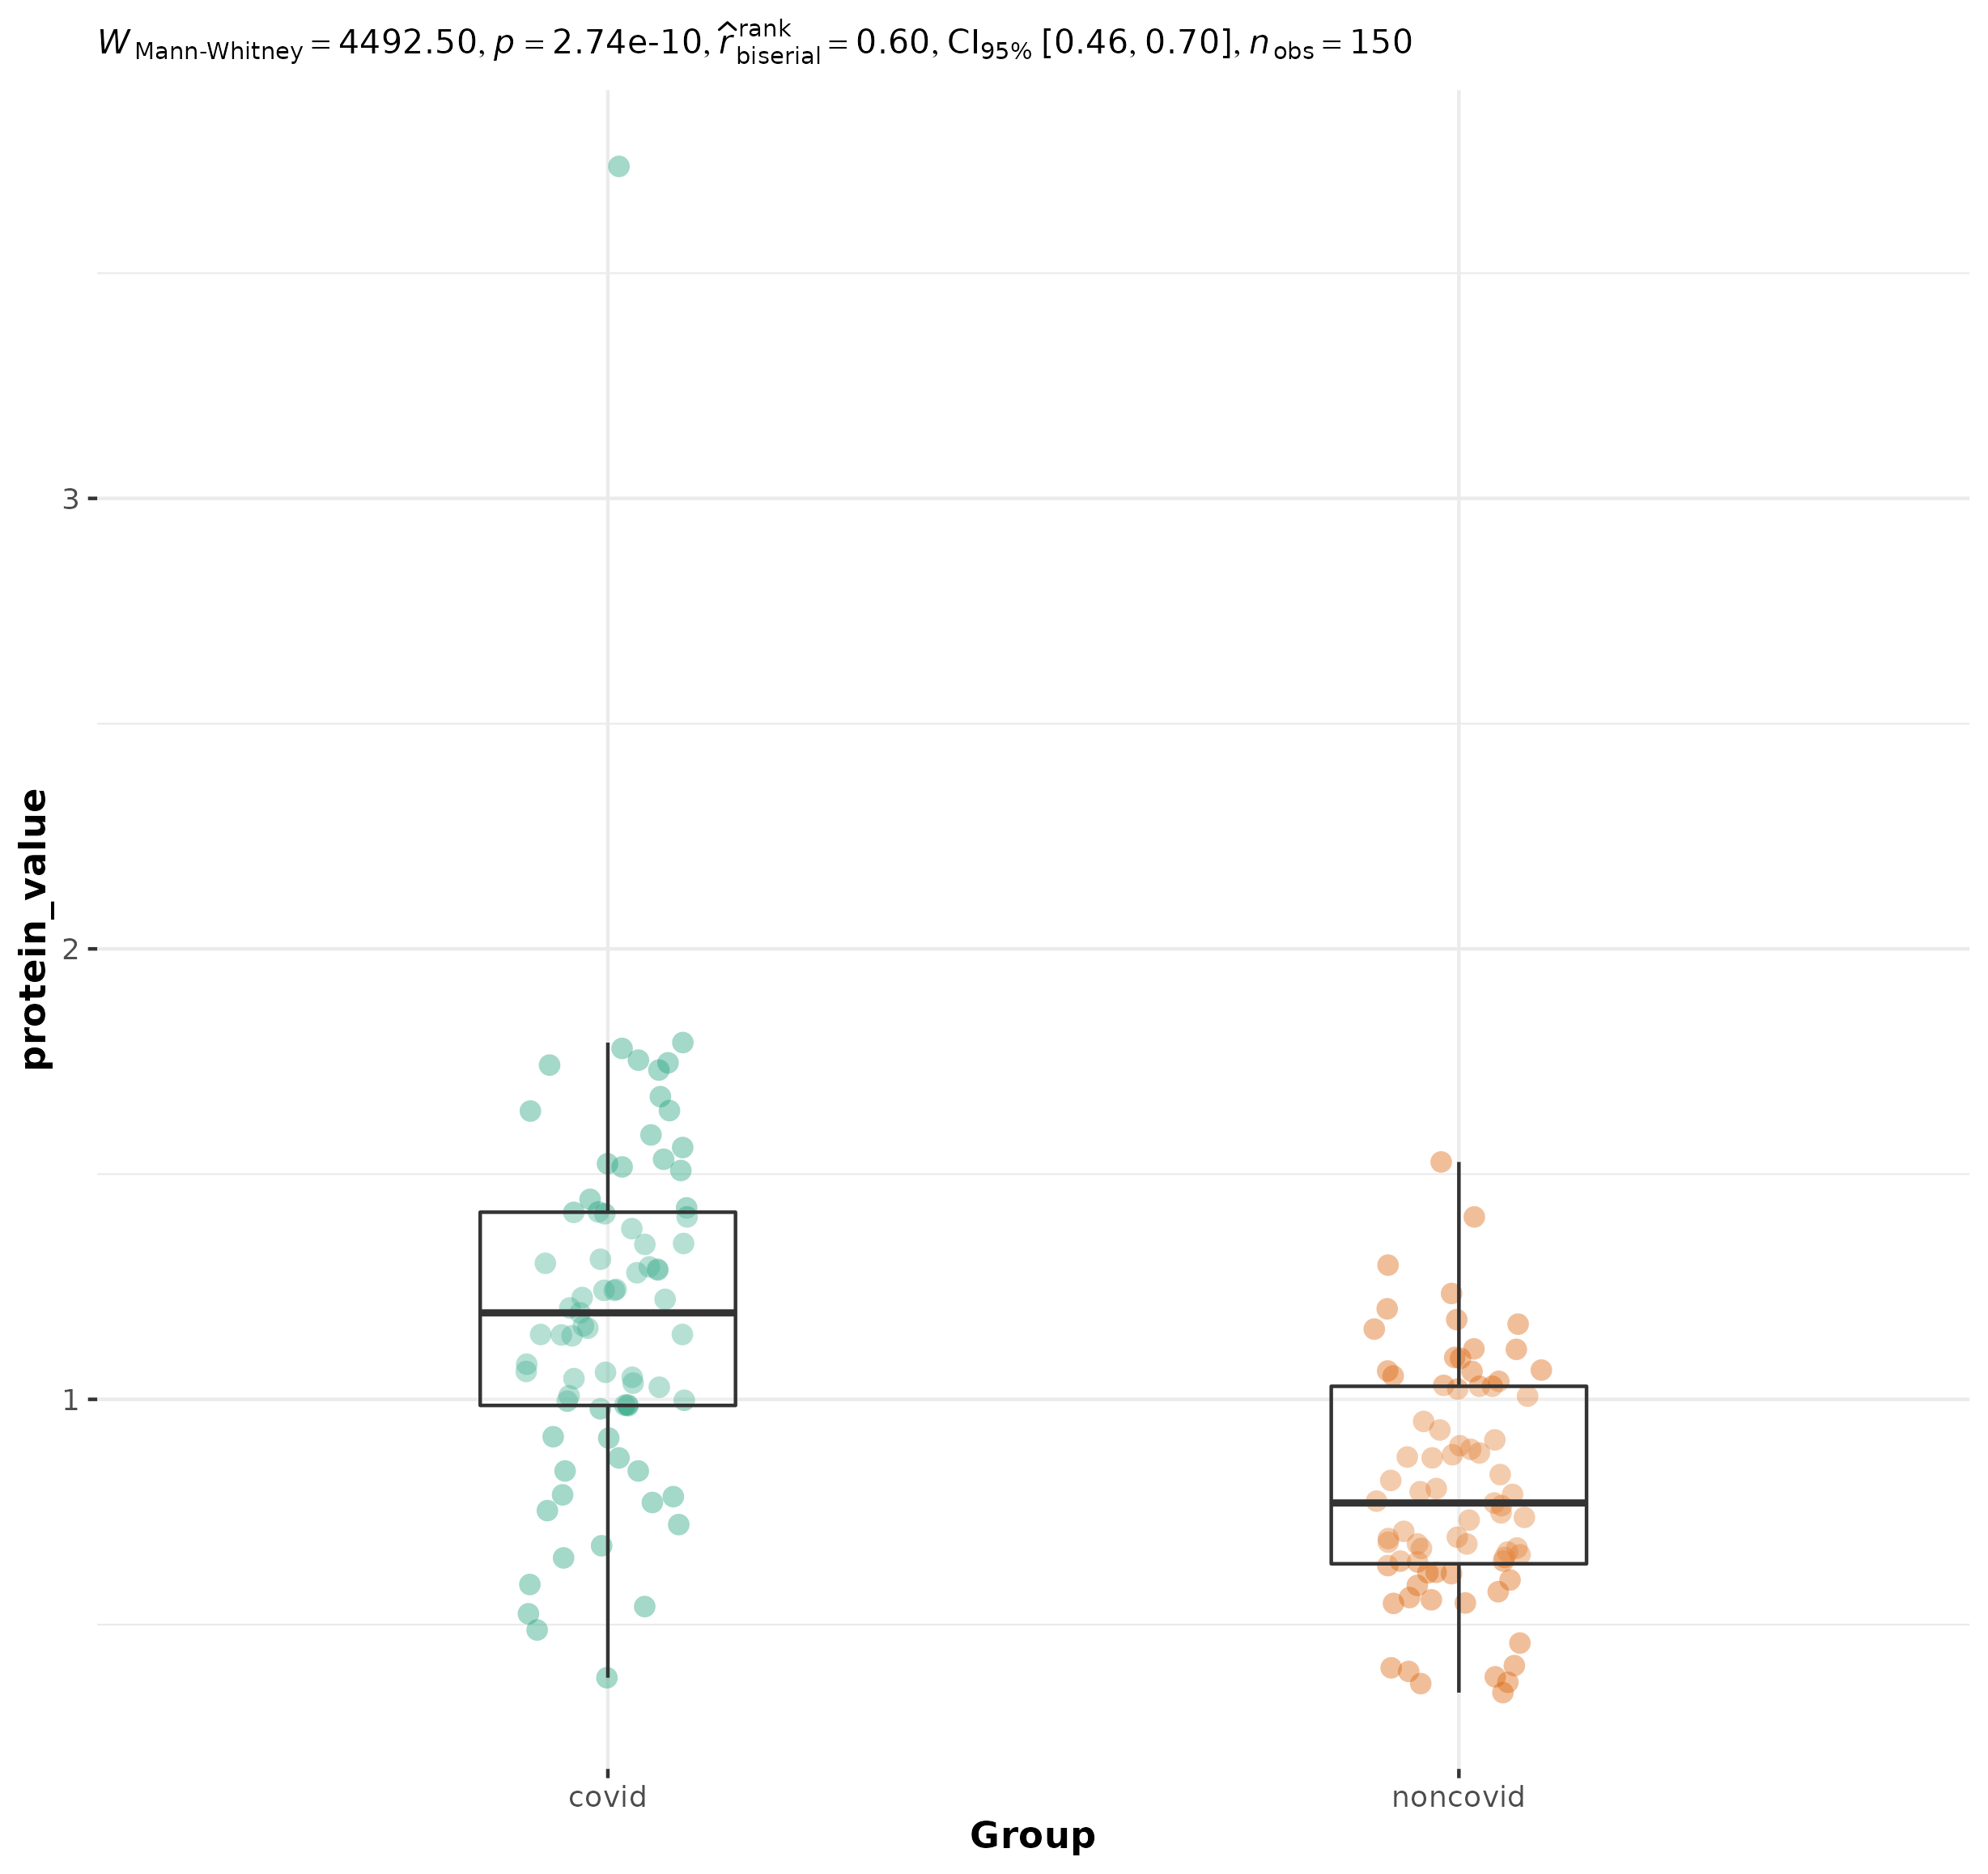 W Mann-Whitney = 4492.50, p = 2.74e-10, r̂ rank biserial = 0.60, CI95% [0.46, 0.70], nobs = 150
3
2
1
protein_value
covid noncovid
Group